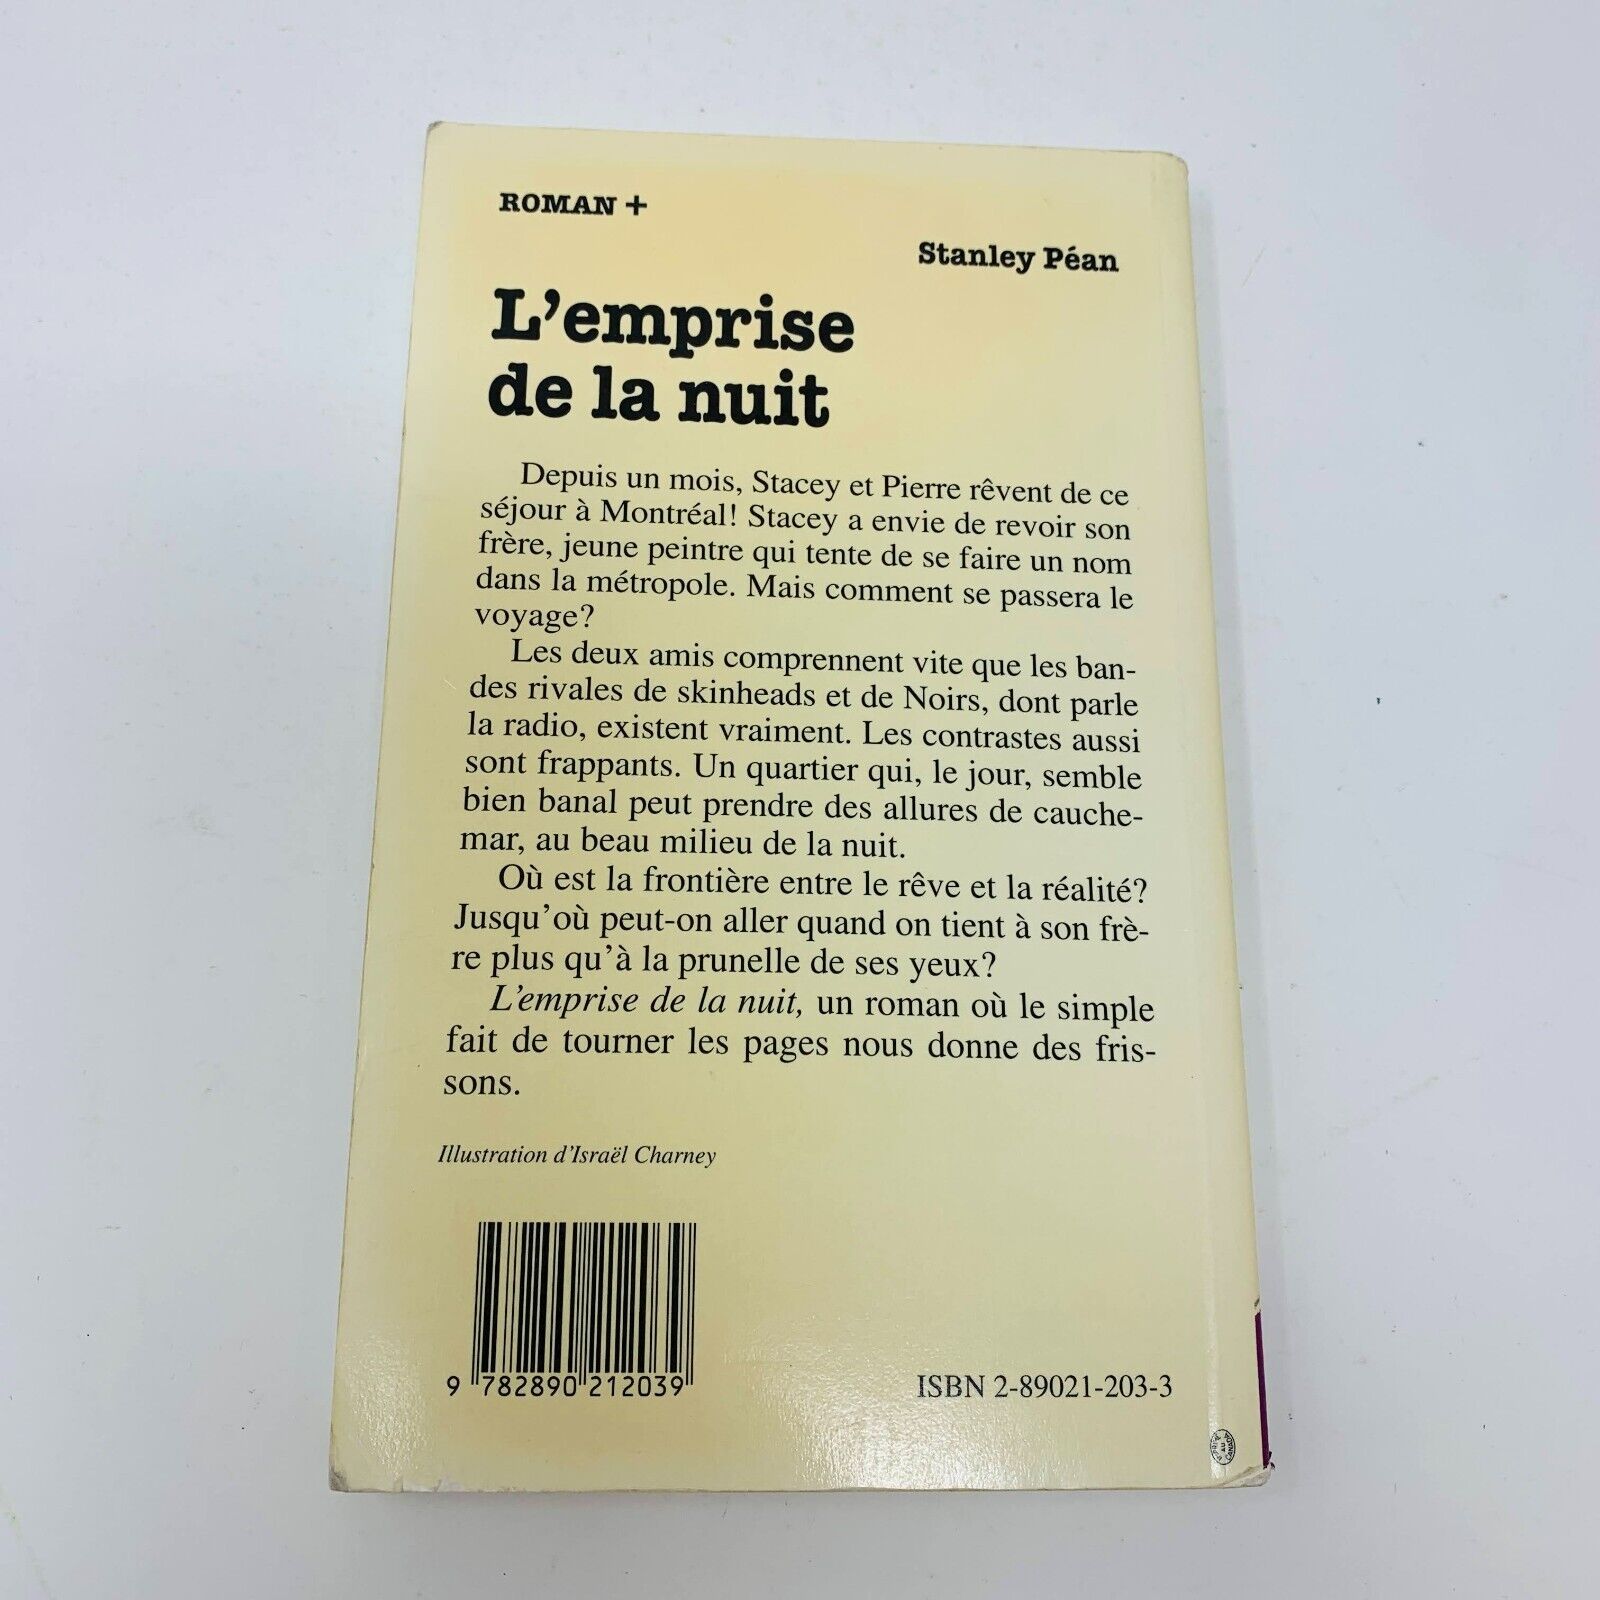 ROMAN +
Stanley Péan
L'emprise
de la nuit
Depuis un mois, Stacey et Pierre rêvent de ce
séjour à Montréal! Stacey a envie de revoir son
frère, jeune peintre qui tente de se faire un nom
dans la métropole. Mais comment se passera le
voyage?
Les deux amis comprennent vite que les ban-
des rivales de skinheads et de Noirs, dont parle
la radio, existent vraiment. Les contrastes aussi
sont frappants. Un quartier qui, le jour, semble
bien banal peut prendre des allures de cauche-
mar, au beau milieu de la nuit.
Où est la frontière entre le rêve et la réalité?
Jusqu'où peut-on aller quand on tient à son frè-
re plus qu'à la prunelle de ses yeux?
L'emprise de la nuit, un roman où le simple
fait de tourner les pages nous donne des fris-
sons.
Illustration d'Israël Charney
9 782890 212039
ISBN 2-89021-203-3